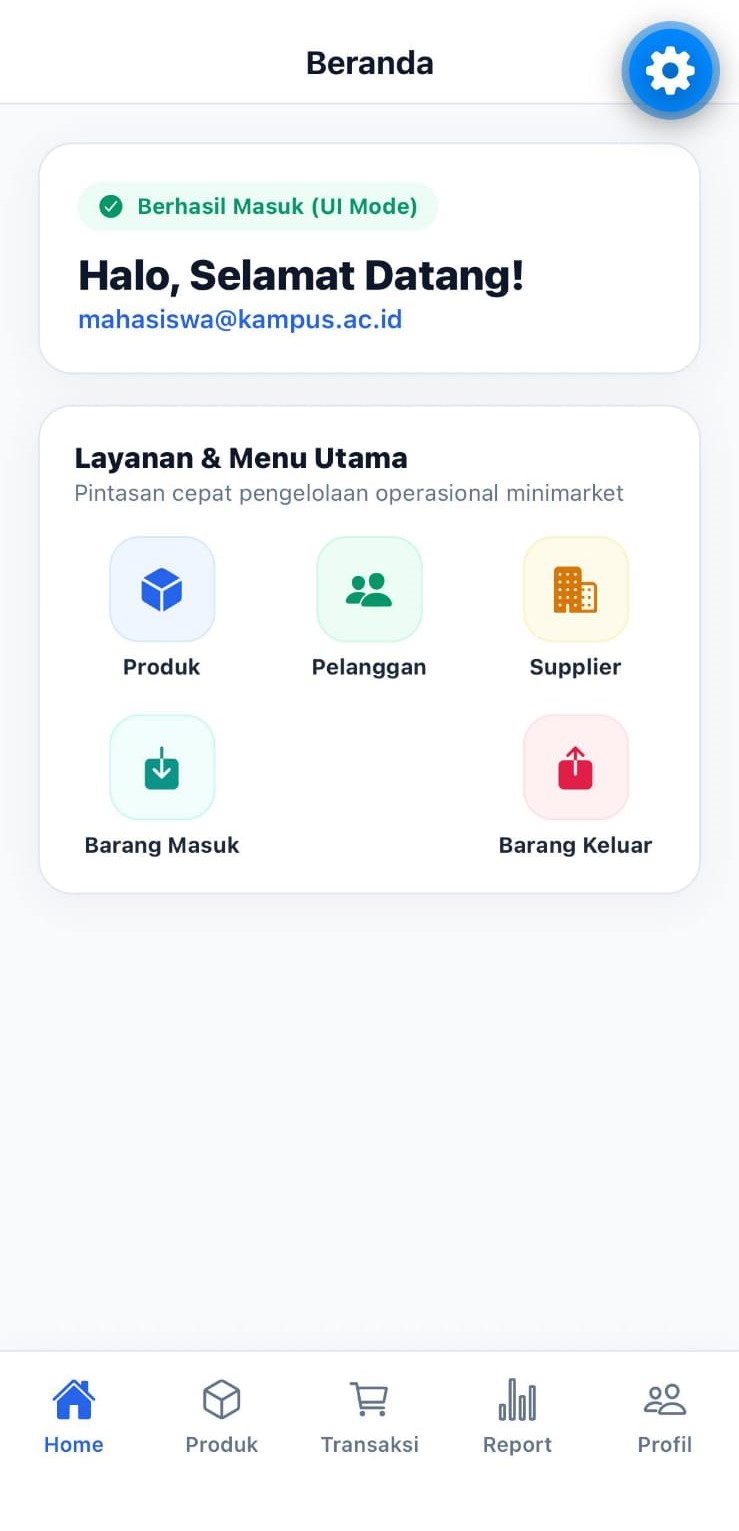 Beranda
Berhasil Masuk (UI Mode)
Halo, Selamat Datang!
mahasiswa@kampus.ac.id
Layanan & Menu Utama
Pintasan cepat pengelolaan operasional minimarket
Produk Pelanggan Supplier
Barang Masuk Barang Keluar
Home Produk Transaksi Report Profil